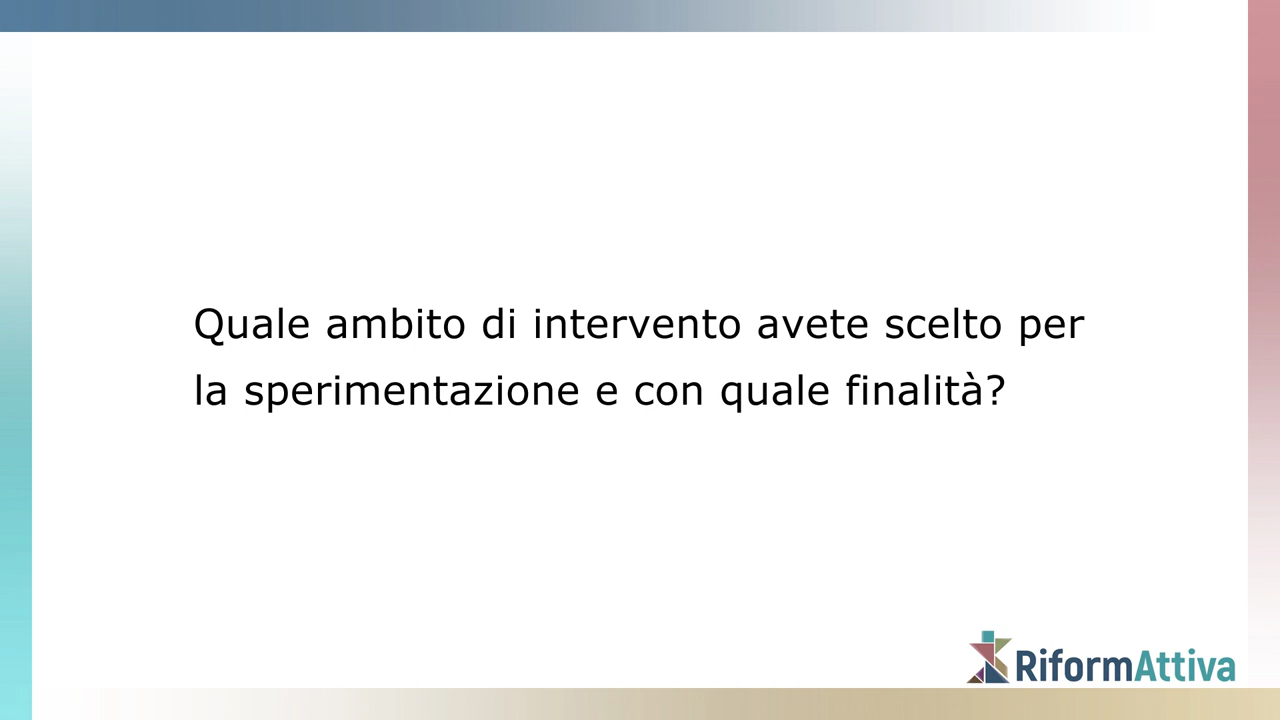 Quale ambito di intervento avete scelto per
la sperimentazione e con quale finalità?
RiformAttiva